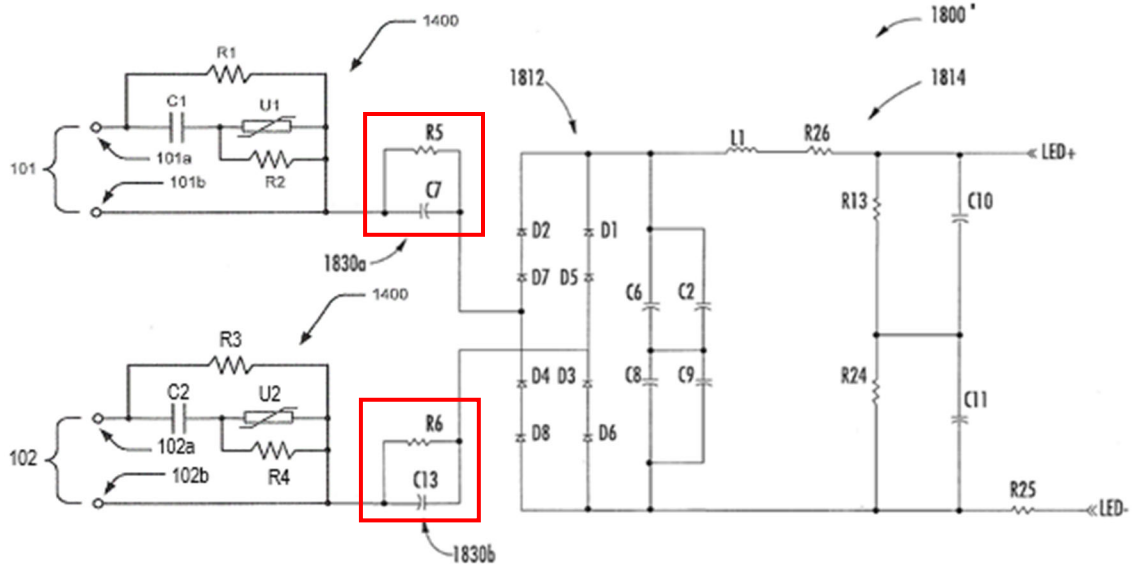 1800'
1400
R1
1812
1814
C1
U1
R5
L1
R26
LED+
101
101a
R2
101b
C7
R13
C10
D2
D1
1830a
D7
D5
1400
C6
C2
R3
D4
D3
C8
C9
R24
C2
U2
C11
R6
D8
D6
102
102a
R4
102b
C13
R25
LED-
1830b